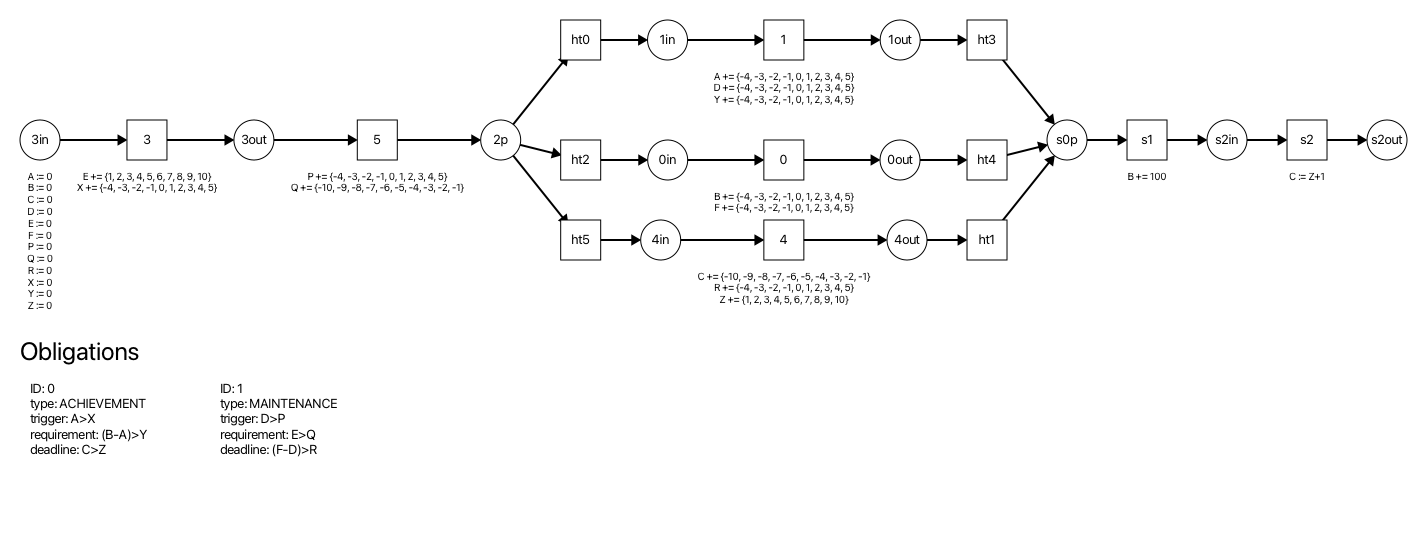 ht0
1in
1
1out
ht3
A += {-4, -3, -2, -1, 0, 1, 2, 3, 4, 5}
D += {-4, -3, -2, -1, 0, 1, 2, 3, 4, 5}
Y += {-4, -3, -2, -1, 0, 1, 2, 3, 4, 5}
3in
3
3out
5
2p
ht2
0in
0
0out
ht4
s0p
s1
s2in
s2
s2out
A := 0
B := 0
C := 0
D := 0
E := 0
F := 0
P := 0
Q := 0
R := 0
X := 0
Y := 0
Z := 0
E += {1, 2, 3, 4, 5, 6, 7, 8, 9, 10}
X += {-4, -3, -2, -1, 0, 1, 2, 3, 4, 5}
P += {-4, -3, -2, -1, 0, 1, 2, 3, 4, 5}
Q += {-10, -9, -8, -7, -6, -5, -4, -3, -2, -1}
B += {-4, -3, -2, -1, 0, 1, 2, 3, 4, 5}
F += {-4, -3, -2, -1, 0, 1, 2, 3, 4, 5}
B += 100
C := Z+1
ht5
4in
4
4out
ht1
C += {-10, -9, -8, -7, -6, -5, -4, -3, -2, -1}
R += {-4, -3, -2, -1, 0, 1, 2, 3, 4, 5}
Z += {1, 2, 3, 4, 5, 6, 7, 8, 9, 10}
Obligations
ID: 0
type: ACHIEVEMENT
trigger: A>X
requirement: (B-A)>Y
deadline: C>Z
ID: 1
type: MAINTENANCE
trigger: D>P
requirement: E>Q
deadline: (F-D)>R